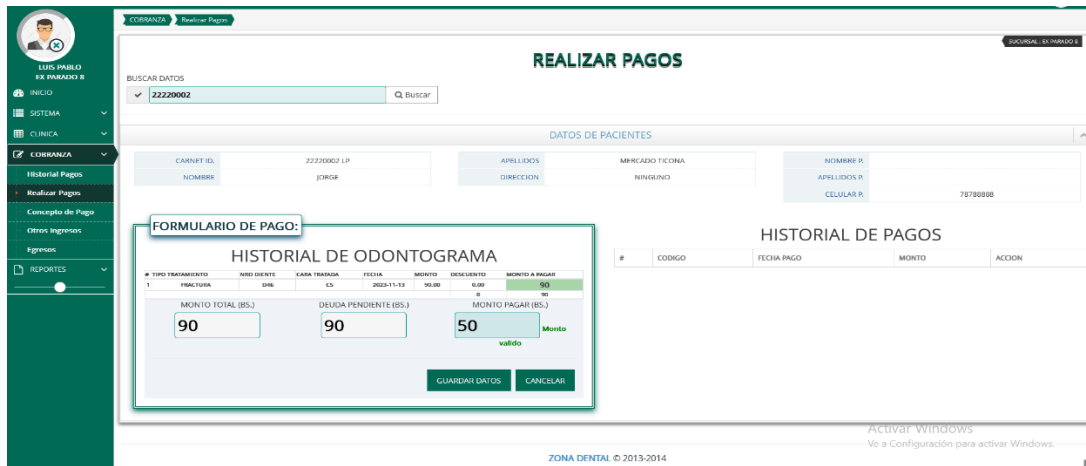 COBRANZA Realizar Pagos
SUCURSAL : EX PARADO 8
LUIS PABLO
EX PARADO 8
INICIO
SISTEMA
CLINICA
COBRANZA
Historial Pagos
Realizar Pagos
Concepto de Pago
Otros Ingresos
Egresos
REPORTES
REALIZAR PAGOS
BUSCAR DATOS
22220002 Buscar
DATOS DE PACIENTES
CARNET ID. 22220002 LP APELLIDOS MERCADO TICONA NOMBRE P.
NOMBRE JORGE DIRECCION NINGUNO APELLIDOS P.
CELULAR P. 78788888
FORMULARIO DE PAGO:
HISTORIAL DE ODONTOGRAMA
# TIPO TRATAMIENTO NRO DIENTE CARA TRATADA FECHA MONTO DESCUENTO MONTO A PAGAR
1 FRACTURA D46 C5 2023-11-13 90.00 0.00 90
0 90
MONTO TOTAL (BS.) DEUDA PENDIENTE (BS.) MONTO PAGAR (BS.)
90 90 50 Monto
valido
GUARDAR DATOS CANCELAR
HISTORIAL DE PAGOS
# CODIGO FECHA PAGO MONTO ACCION
Activar Windows
Ve a Configuración para activar Windows.
ZONA DENTAL © 2013-2014